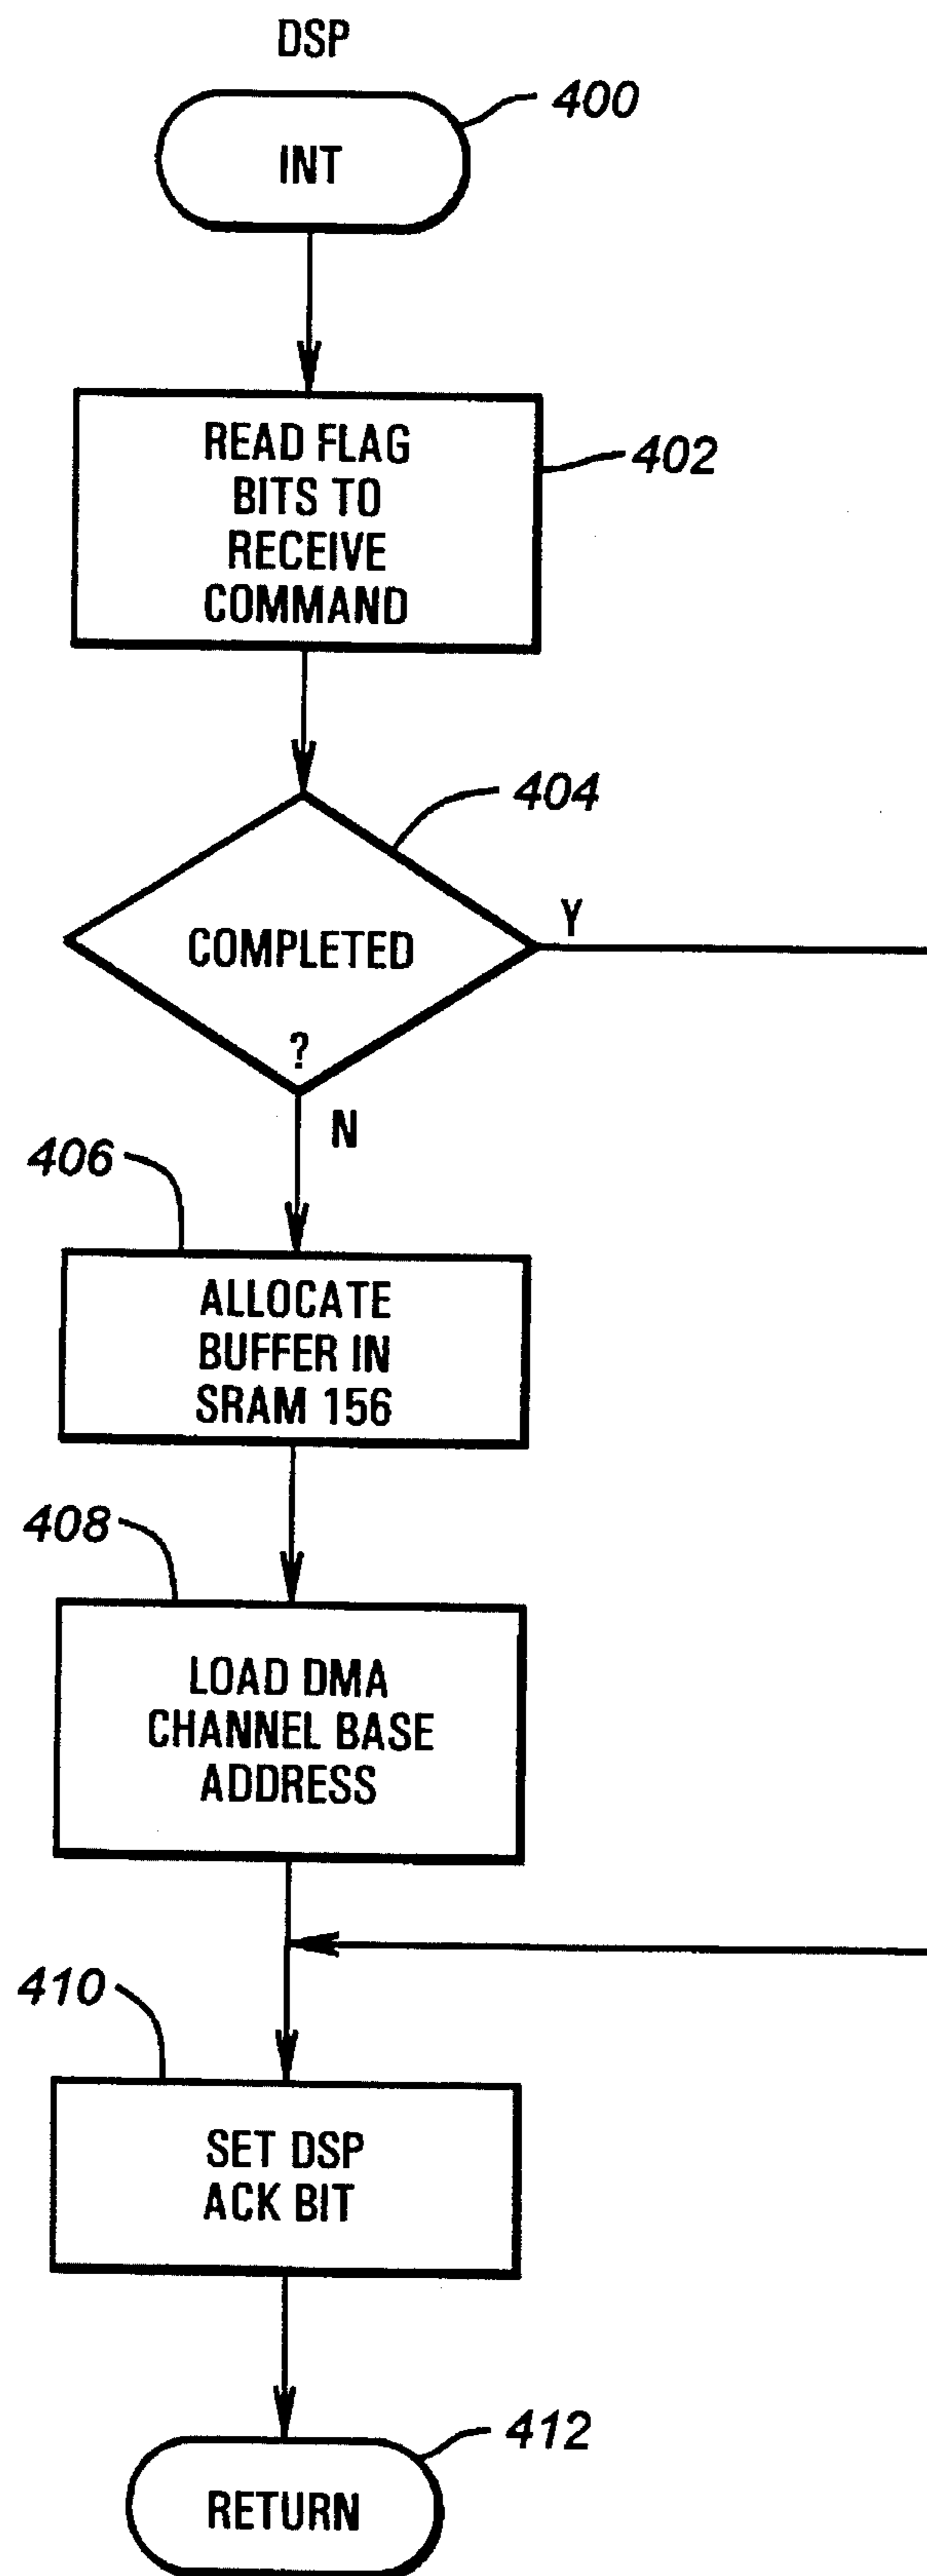 DSP
400
INT
READ FLAG
BITS TO
RECEIVE
COMMAND
402
404
COMPLETED
?
Y
N
406
ALLOCATE
BUFFER IN
SRAM 156
408
LOAD DMA
CHANNEL BASE
ADDRESS
410
SET DSP
ACK BIT
412
RETURN